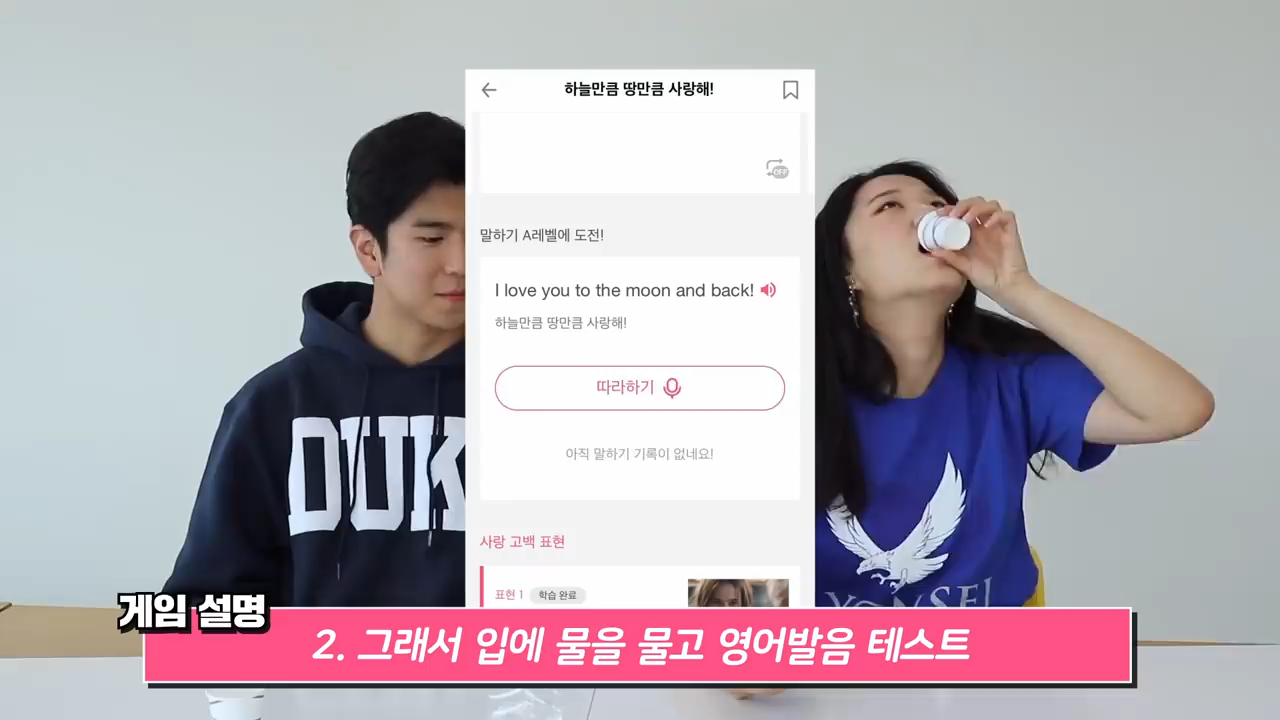 하늘만큼 땅만큼 사랑해!
OFF
말하기 A레벨에 도전!
I love you to the moon and back!
하늘만큼 땅만큼 사랑해!
따라하기
아직 말하기 기록이 없네요!
사랑 고백 표현
표현 1 학습 완료
DUK
YONSEI
게임 설명
2. 그래서 입에 물을 물고 영어발음 테스트